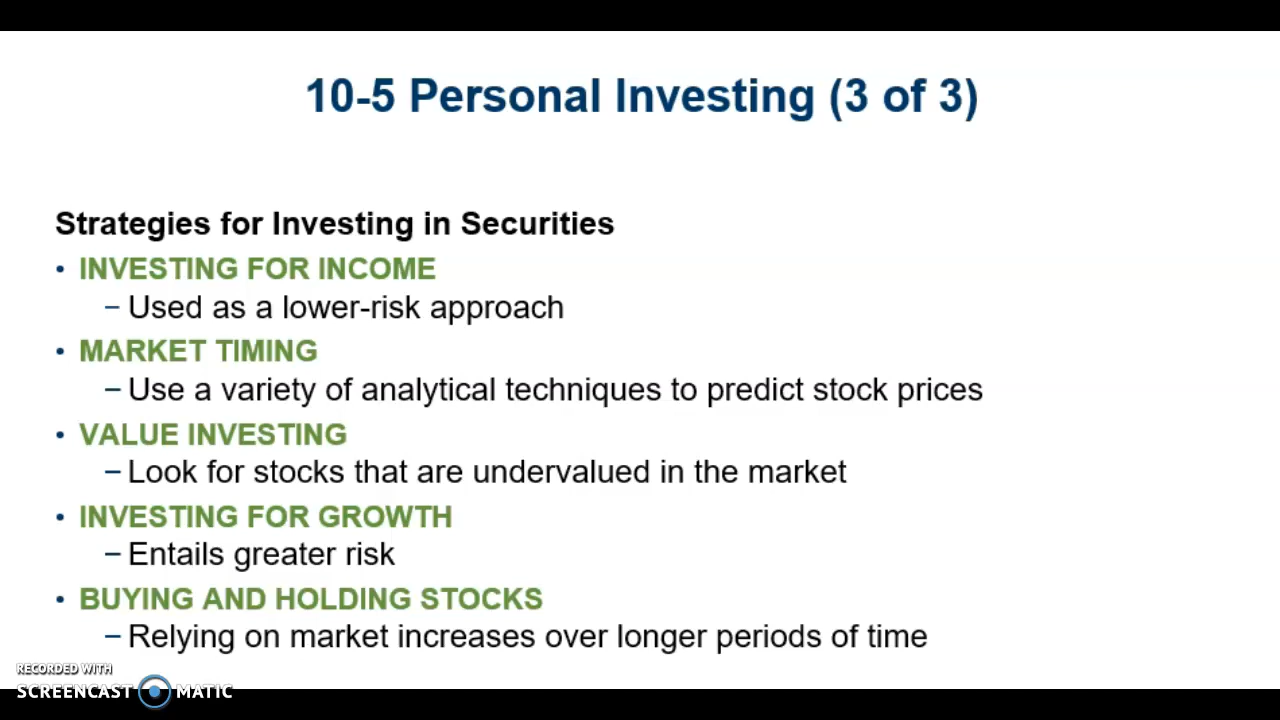 10-5 Personal Investing (3 of 3)
Strategies for Investing in Securities
• INVESTING FOR INCOME
– Used as a lower-risk approach
• MARKET TIMING
– Use a variety of analytical techniques to predict stock prices
• VALUE INVESTING
– Look for stocks that are undervalued in the market
• INVESTING FOR GROWTH
– Entails greater risk
• BUYING AND HOLDING STOCKS
– Relying on market increases over longer periods of time
RECORDED WITH
SCREENCAST MATIC